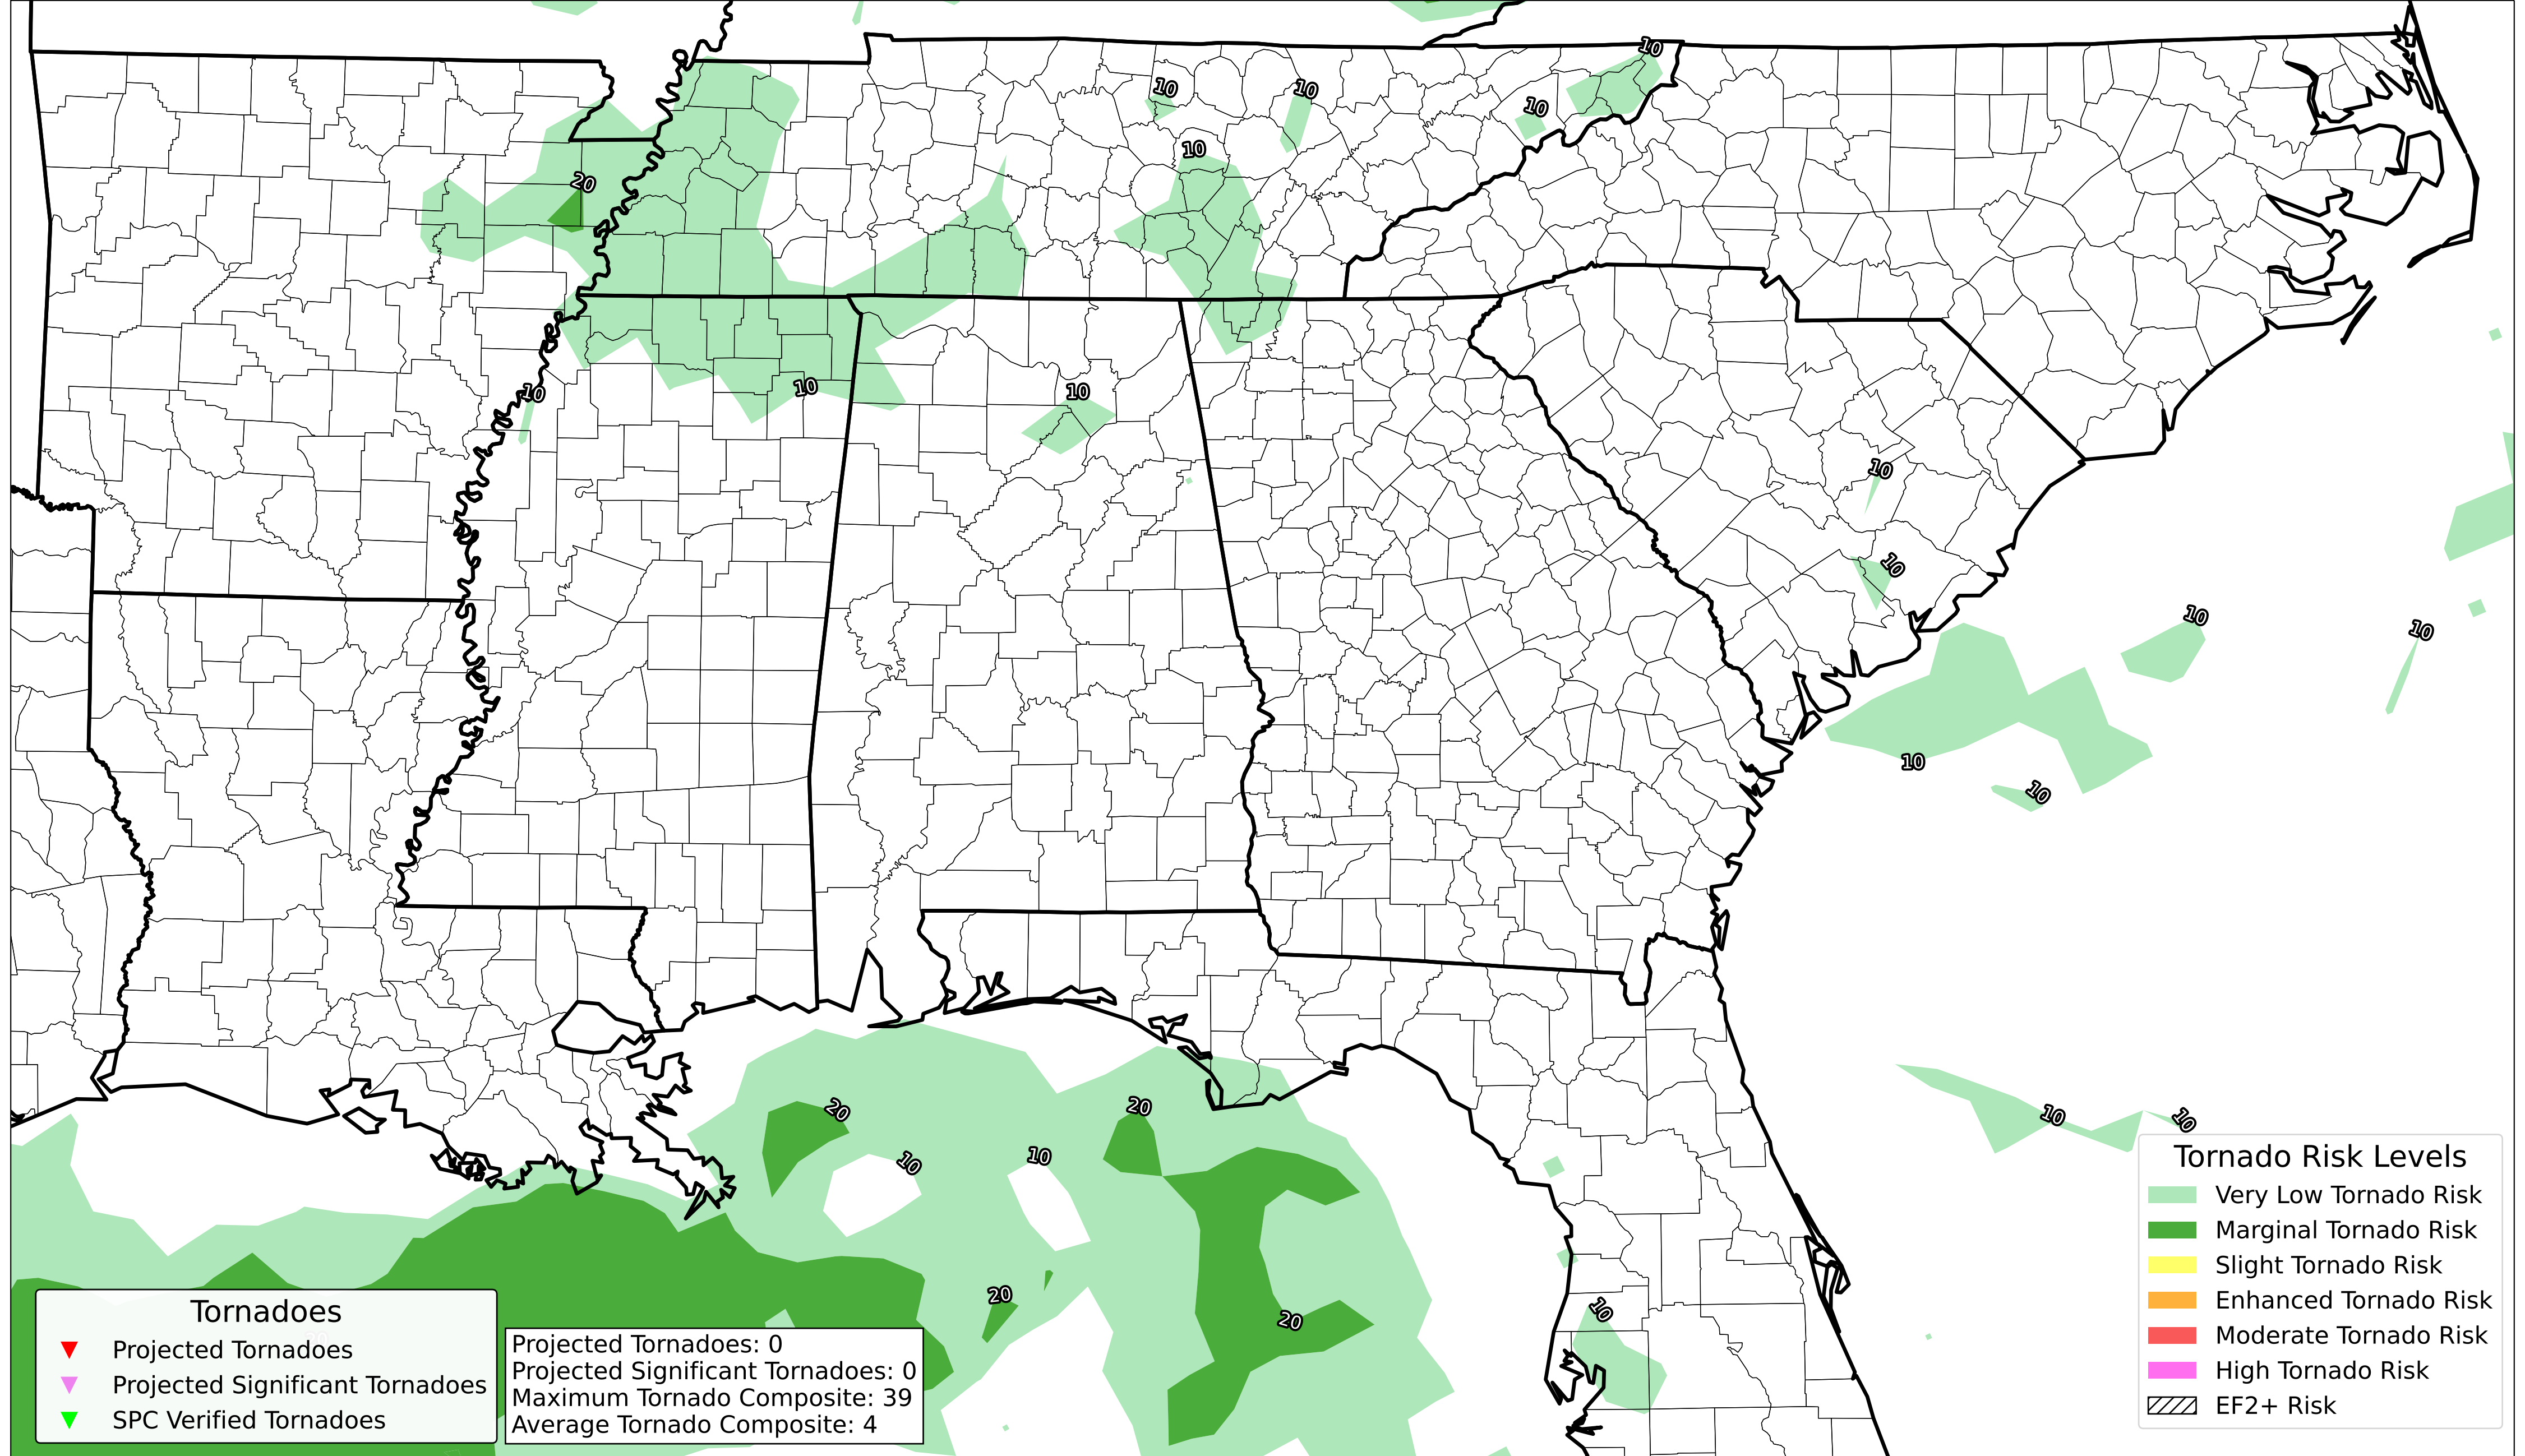 10
10
10
10
20
10
10
10
10
10
10
10
10
10
10
10
10
10
20
20
10
10
20
10
20
Tornado Risk Levels
Very Low Tornado Risk
Marginal Tornado Risk
Slight Tornado Risk
Enhanced Tornado Risk
Moderate Tornado Risk
High Tornado Risk
EF2+ Risk
Tornadoes
Projected Tornadoes
Projected Significant Tornadoes
SPC Verified Tornadoes
Projected Tornadoes: 0
Projected Significant Tornadoes: 0
Maximum Tornado Composite: 39
Average Tornado Composite: 4